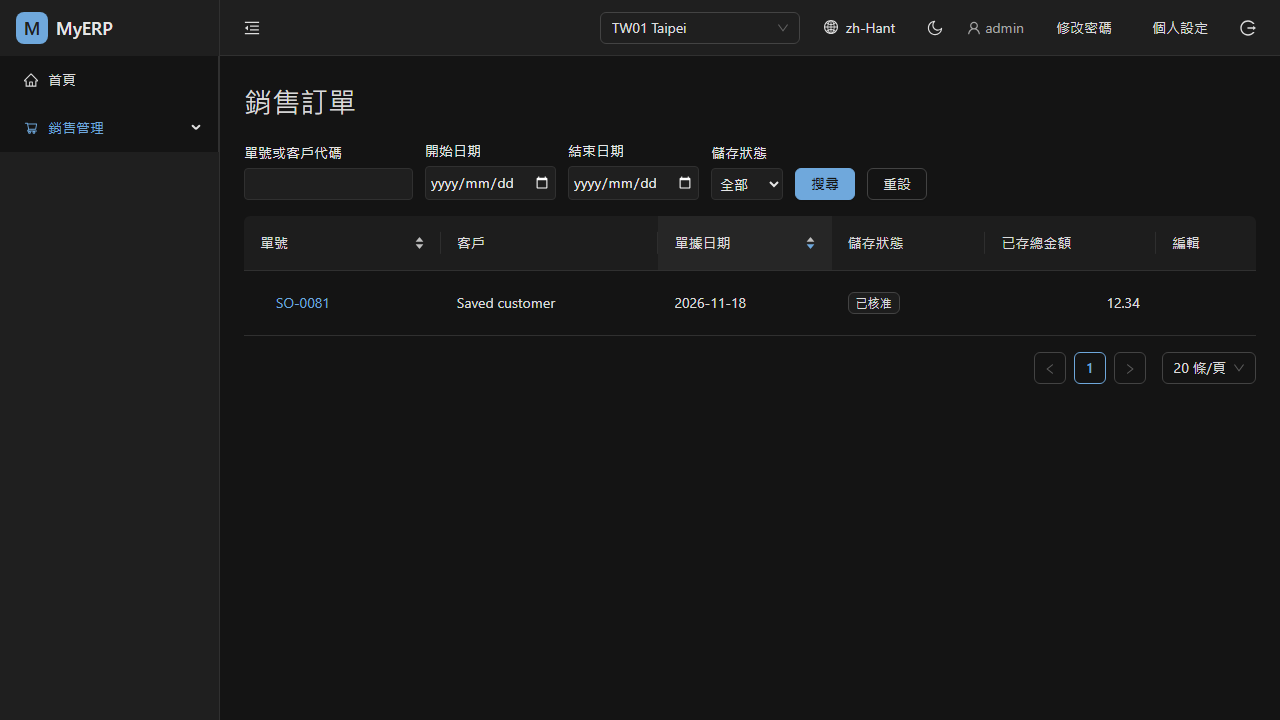 M MyERP
TW01 Taipei
zh-Hant
admin
修改密碼
個人設定
首頁
銷售管理
銷售訂單
單號或客戶代碼
開始日期
結束日期
儲存狀態
yyyy/mm/dd
yyyy/mm/dd
全部
搜尋
重設
單號
客戶
單據日期
儲存狀態
已存總金額
編輯
SO-0081
Saved customer
2026-11-18
已核准
12.34
1
20 條/頁